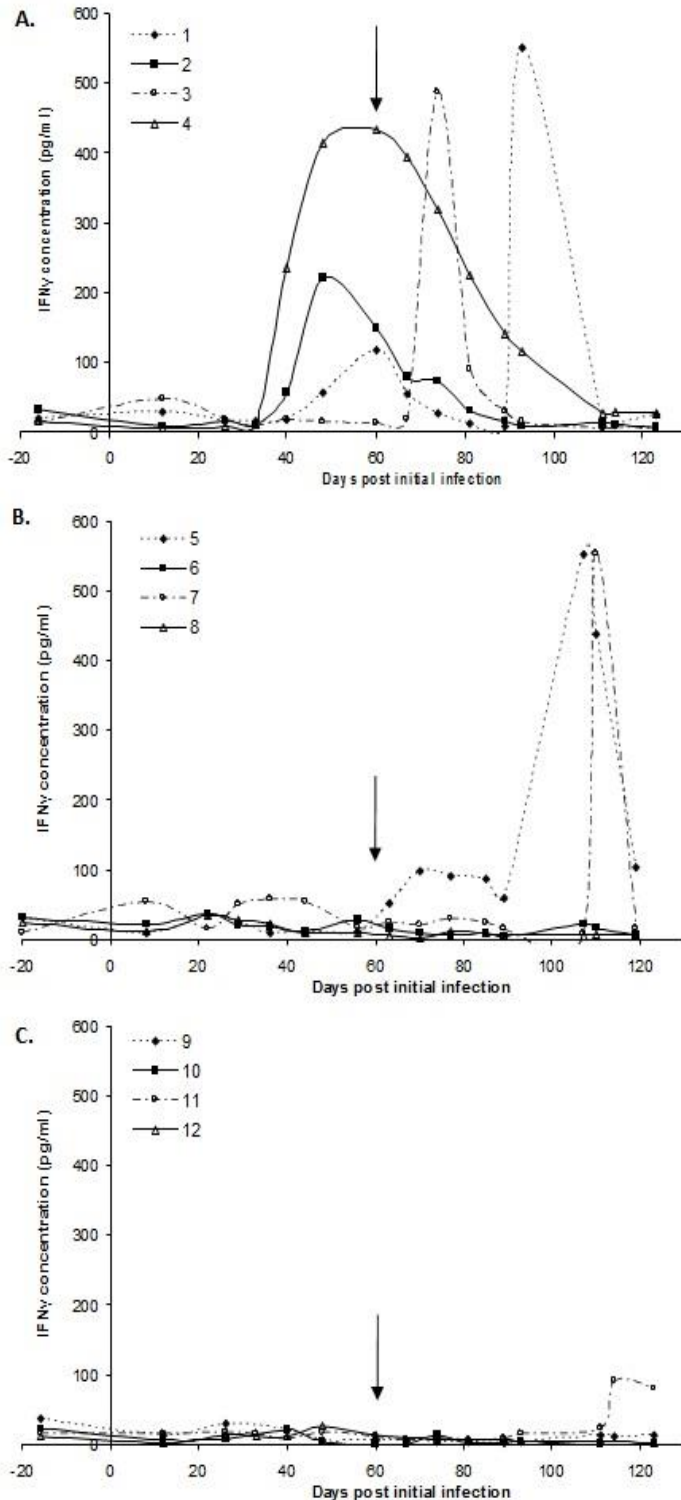 A.
600
500
400
300
200
100
0
IFNγ concentration (pg/ml)
1
2
3
4
-20 0 20 40 60 80 100 120
Days post initial infection
B.
600
500
400
300
200
100
0
IFNγ concentration (pg/ml)
5
6
7
8
-20 0 20 40 60 80 100 120
Days post initial infection
C.
600
500
400
300
200
100
0
IFNγ concentration (pg/ml)
9
10
11
12
-20 0 20 40 60 80 100 120
Days post initial infection